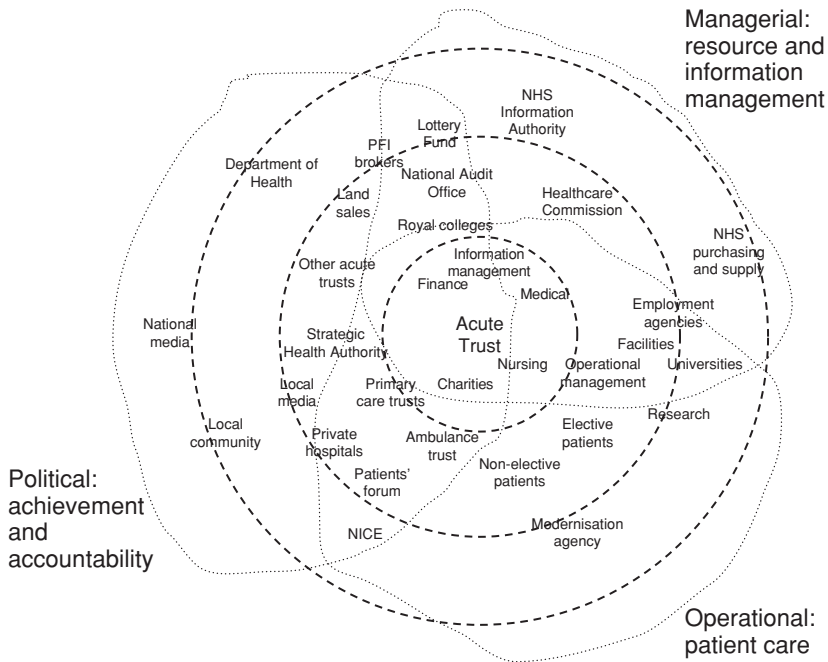 Managerial:
resource and
information
management
NHS
Information
Authority
Lottery
Fund
PFI
brokers
Department of
Health
National Audit
Office
Land
sales
Healthcare
Commission
Royal colleges
NHS
purchasing
and supply
Information
management
Other acute
trusts
Finance
Medical
Employment
agencies
National
media
Strategic
Health Authority
Acute
Trust
Facilities
Nursing
Operational
management
Universities
Local
media
Primary
care trusts
Charities
Research
Local
community
Private
hospitals
Ambulance
trust
Elective
patients
Patients’
forum
Non-elective
patients
Political:
achievement
and
accountability
NICE
Modernisation
agency
Operational:
patient care